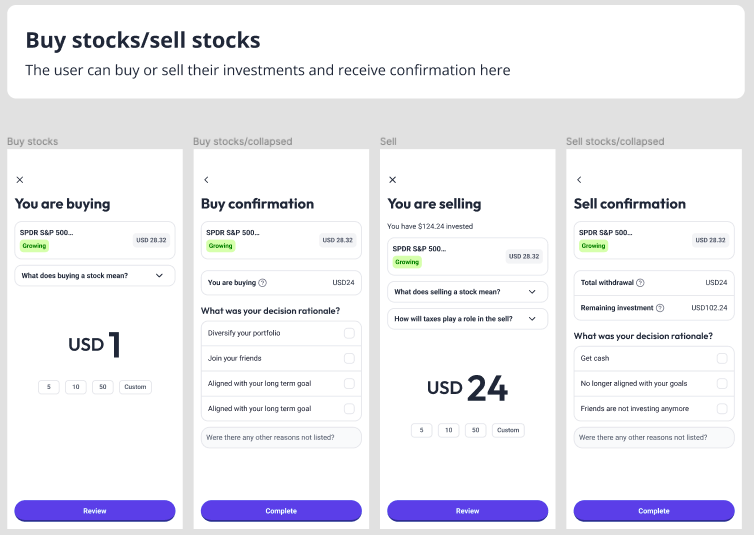 Buy stocks/sell stocks
The user can buy or sell their investments and receive confirmation here
Buy stocks
You are buying
SPDR S&P 500...
Growing
USD 28.32
What does buying a stock mean?
USD 1
5 10 50 Custom
Review
Buy stocks/collapsed
Buy confirmation
SPDR S&P 500...
Growing
USD 28.32
You are buying ? USD24
What was your decision rationale?
Diversify your portfolio
Join your friends
Aligned with your long term goal
Aligned with your long term goal
Were there any other reasons not listed?
Complete
Sell
You are selling
You have $124.24 invested
SPDR S&P 500...
Growing
USD 28.32
What does selling a stock mean?
How will taxes play a role in the sell?
USD 24
5 10 50 Custom
Review
Sell stocks/collapsed
Sell confirmation
SPDR S&P 500...
Growing
USD 28.32
Total withdrawal ? USD24
Remaining investment ? USD102.24
What was your decision rationale?
Get cash
No longer aligned with your goals
Friends are not investing anymore
Were there any other reasons not listed?
Complete